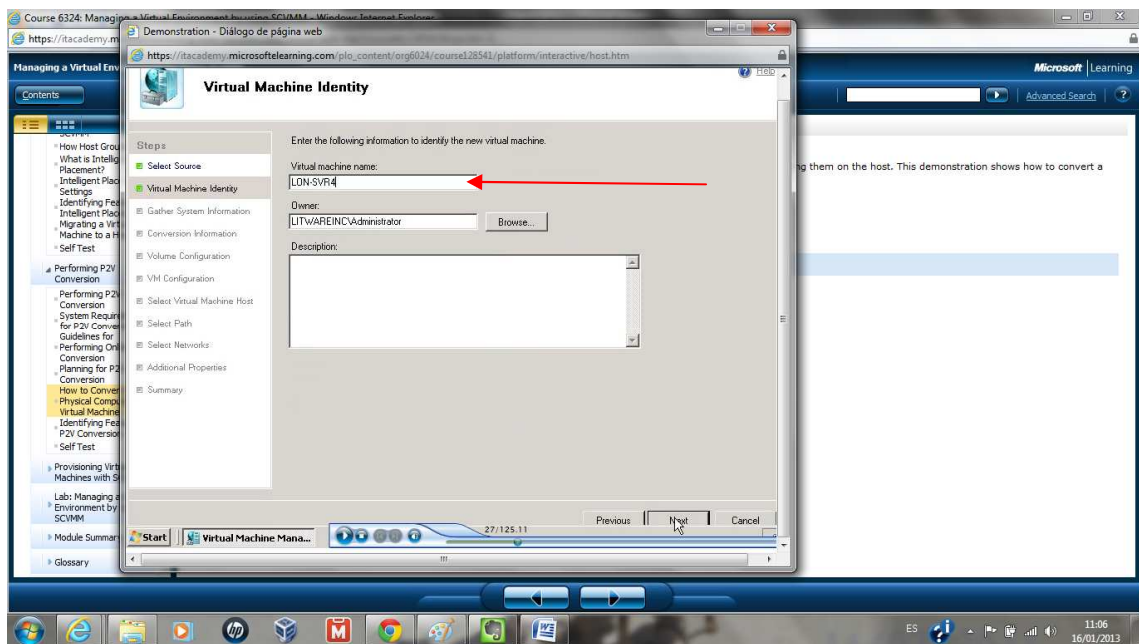 Course 6324: Managing a Virtual Environment by using SCVMM - Windows Internet Explorer
https://itacademy.m
Demonstration - Diálogo de página web
https://itacademy.microsoftelearning.com/plo_content/org6024/course128541/platform/interactive/host.htm
Managing a Virtual Env
Microsoft | Learning
Contents
Advanced Search
?
Help
Virtual Machine Identity
SCVMM
How Host Grou
What is Intellig
Placement?
Intelligent Plac
Settings
Identifying Fea
Intelligent Plac
Migrating a Virt
Machine to a H
Self Test
Performing P2V
Conversion
Performing P2V
Conversion
System Require
for P2V Conver
Guidelines for
Performing Onl
Conversion
Planning for P2
Conversion
How to Conver
Physical Compu
Virtual Machine
Identifying Fea
P2V Conversion
Self Test
Provisioning Virtu
Machines with S
Lab: Managing a
Environment by
SCVMM
Module Summar
Glossary
Steps
Select Source
Virtual Machine Identity
Gather System Information
Conversion Information
Volume Configuration
VM Configuration
Select Virtual Machine Host
Select Path
Select Networks
Additional Properties
Summary
Enter the following information to identify the new virtual machine.
Virtual machine name:
LON-SVR4
Owner:
LITWAREINC\Administrator
Browse...
Description:
ng them on the host. This demonstration shows how to convert a
Previous
Next
Cancel
Start
Virtual Machine Mana...
27/125.11
ES
11:06
16/01/2013